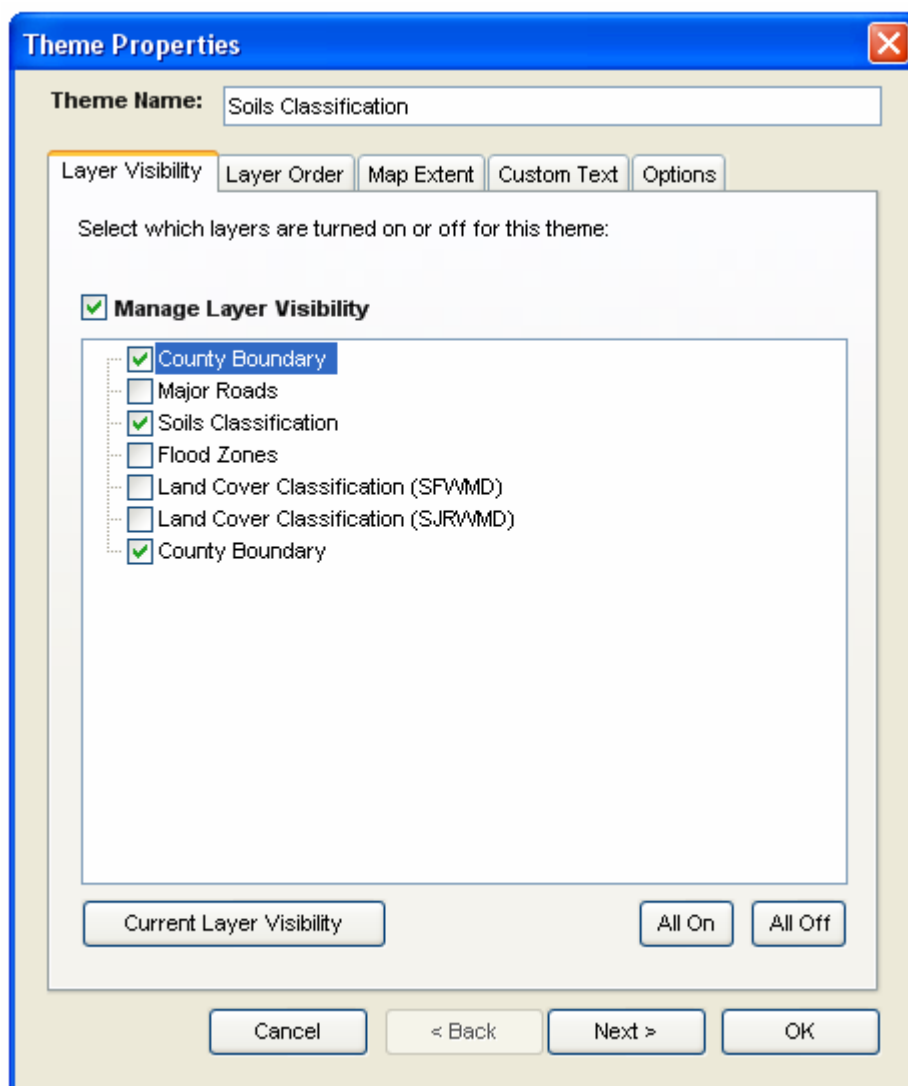 Theme Properties
Theme Name: Soils Classification
Layer Visibility Layer Order Map Extent Custom Text Options
Select which layers are turned on or off for this theme:
Manage Layer Visibility
County Boundary
Major Roads
Soils Classification
Flood Zones
Land Cover Classification (SFWMD)
Land Cover Classification (SJRWMD)
County Boundary
Current Layer Visibility All On All Off
Cancel < Back Next > OK